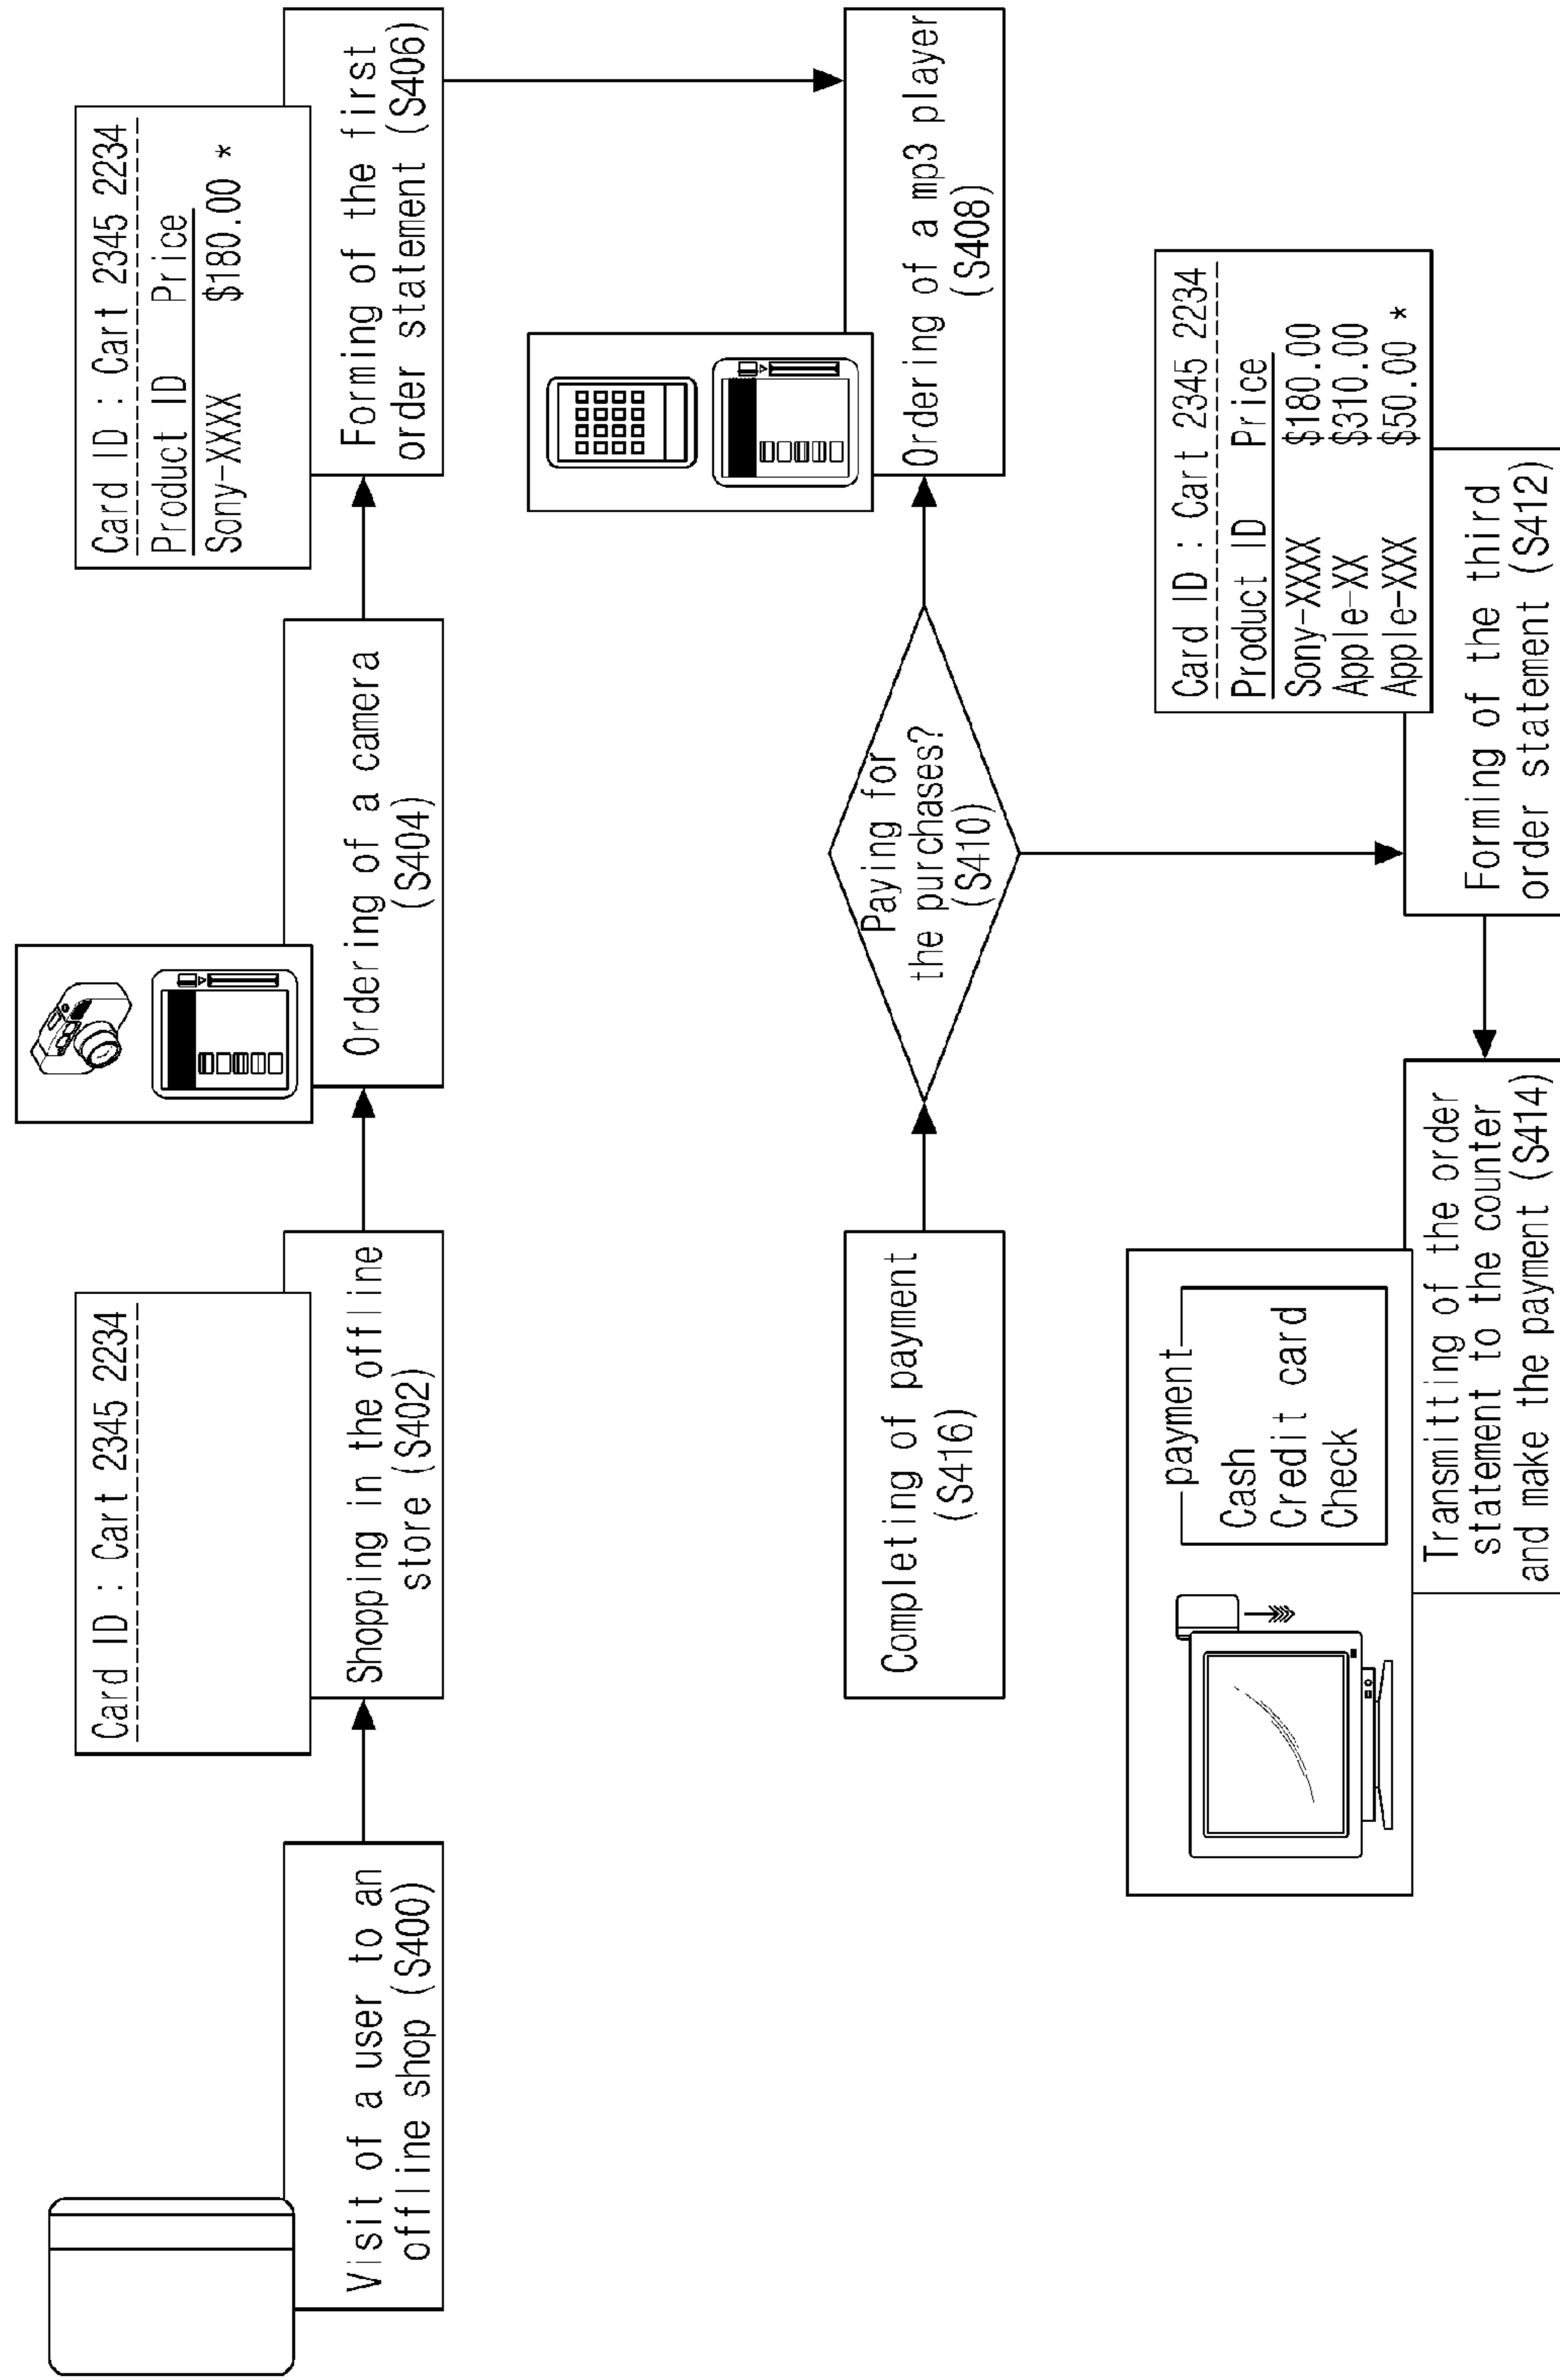 Visit of a user to an
offline shop (S400)
Card ID : Cart 2345 2234
Shopping in the offline
store (S402)
Ordering of a camera
(S404)
Card ID : Cart 2345 2234
Product ID Price
Sony-XXXX $180.00 *
Forming of the first
order statement (S406)
Completing of payment
(S416)
Paying for
the purchases?
(S410)
Ordering of a mp3 player
(S408)
payment
Cash
Credit card
Check
Transmitting of the order
statement to the counter
and make the payment (S414)
Card ID : Cart 2345 2234
Product ID Price
Sony-XXXX $180.00
Apple-XX $310.00
Apple-XXX $50.00 *
Forming of the third
order statement (S412)